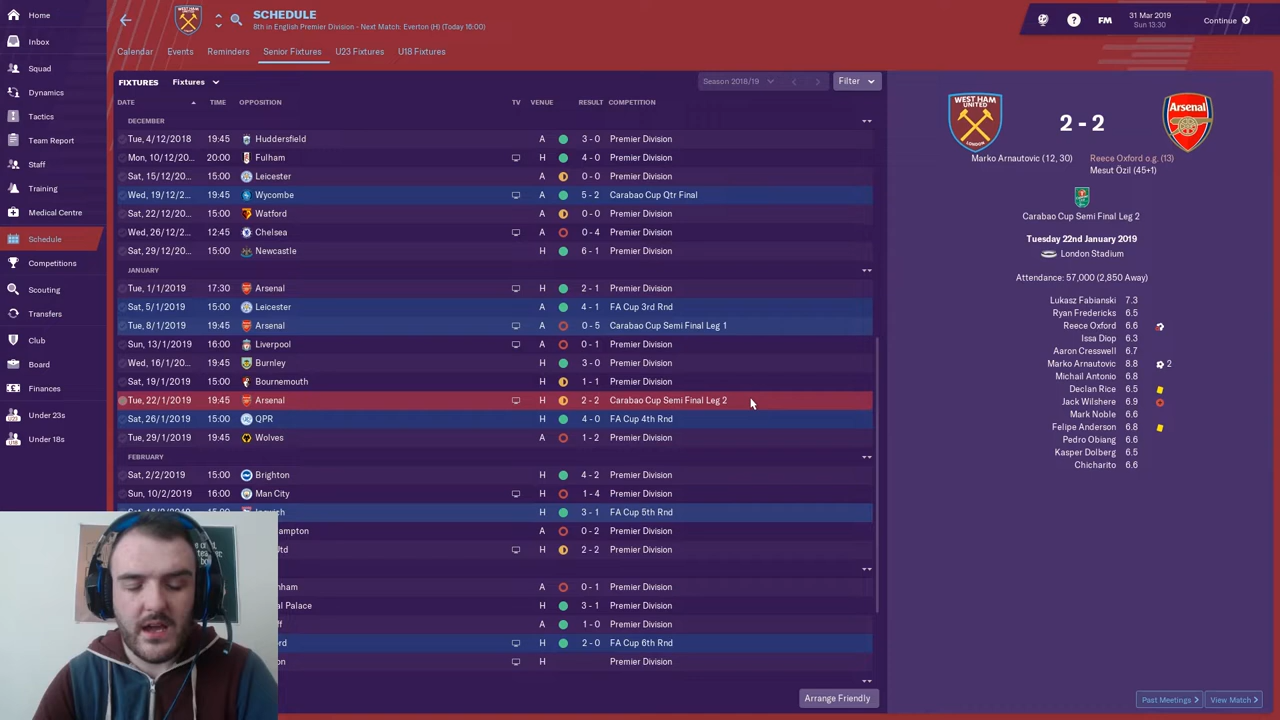 Home
Inbox
Squad
Dynamics
Tactics
Team Report
Staff
Training
Medical Centre
Schedule
Competitions
Scouting
Transfers
Club
Board
Finances
Under 23s
Under 18s
SCHEDULE
8th in English Premier Division - Next Match: Everton (H) (Today 16:00)
FM
31 Mar 2019
Sun 13:30
Continue
Calendar Events Reminders Senior Fixtures U23 Fixtures U18 Fixtures
FIXTURES Fixtures Season 2018/19 Filter
DATE TIME OPPOSITION TV VENUE RESULT COMPETITION
DECEMBER
Tue, 4/12/2018 19:45 Huddersfield A 3 - 0 Premier Division
Mon, 10/12/20... 20:00 Fulham H 4 - 0 Premier Division
Sat, 15/12/20... 15:00 Leicester A 0 - 0 Premier Division
Wed, 19/12/2... 19:45 Wycombe A 5 - 2 Carabao Cup Qtr Final
Sat, 22/12/20... 15:00 Watford A 0 - 0 Premier Division
Wed, 26/12/2... 12:45 Chelsea A 0 - 4 Premier Division
Sat, 29/12/20... 15:00 Newcastle H 6 - 1 Premier Division
JANUARY
Tue, 1/1/2019 17:30 Arsenal H 2 - 1 Premier Division
Sat, 5/1/2019 15:00 Leicester A 4 - 1 FA Cup 3rd Rnd
Tue, 8/1/2019 19:45 Arsenal A 0 - 5 Carabao Cup Semi Final Leg 1
Sun, 13/1/2019 16:00 Liverpool A 0 - 1 Premier Division
Wed, 16/1/20... 20:00 Burnley H 3 - 0 Premier Division
Sat, 19/1/2019 15:00 Bournemouth H 1 - 1 Premier Division
Tue, 22/1/2019 19:45 Arsenal H 2 - 2 Carabao Cup Semi Final Leg 2
Sat, 26/1/2019 15:00 QPR H 4 - 0 FA Cup 4th Rnd
Tue, 29/1/2019 19:45 Wolves A 1 - 2 Premier Division
FEBRUARY
Sat, 2/2/2019 15:00 Brighton H 4 - 2 Premier Division
Sun, 10/2/2019 16:00 Man City H 1 - 4 Premier Division
H 3 - 1 FA Cup 5th Rnd
hampton A 0 - 2 Premier Division
H 2 - 2 Premier Division
nham A 0 - 1 Premier Division
al Palace H 3 - 1 Premier Division
A 1 - 0 Premier Division
H 2 - 0 FA Cup 6th Rnd
H Premier Division
Arrange Friendly
WEST HAM UNITED
LONDON
2 - 2
Arsenal
Marko Arnautovic (12, 30)
Reece Oxford o.g. (13)
Mesut Özil (45+1)
Carabao Cup Semi Final Leg 2
Tuesday 22nd January 2019
London Stadium
Attendance: 57,000 (2,850 Away)
Lukasz Fabianski 7.3
Ryan Fredericks 6.5
Reece Oxford 6.6
Issa Diop 6.3
Aaron Cresswell 6.7
Marko Arnautovic 8.8 2
Michail Antonio 6.8
Declan Rice 6.5
Jack Wilshere 6.9
Mark Noble 6.6
Felipe Anderson 6.8
Pedro Obiang 6.6
Kasper Dolberg 6.5
Chicharito 6.6
Past Meetings
View Match